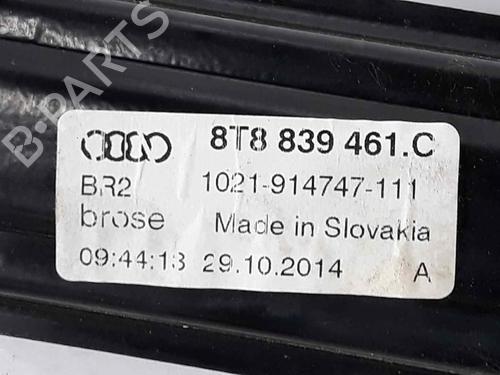 B-PARTS
8T8 839 461.C
BR2 1021-914747-111
brose Made in Slovakia
09:44:13 29.10.2014 A